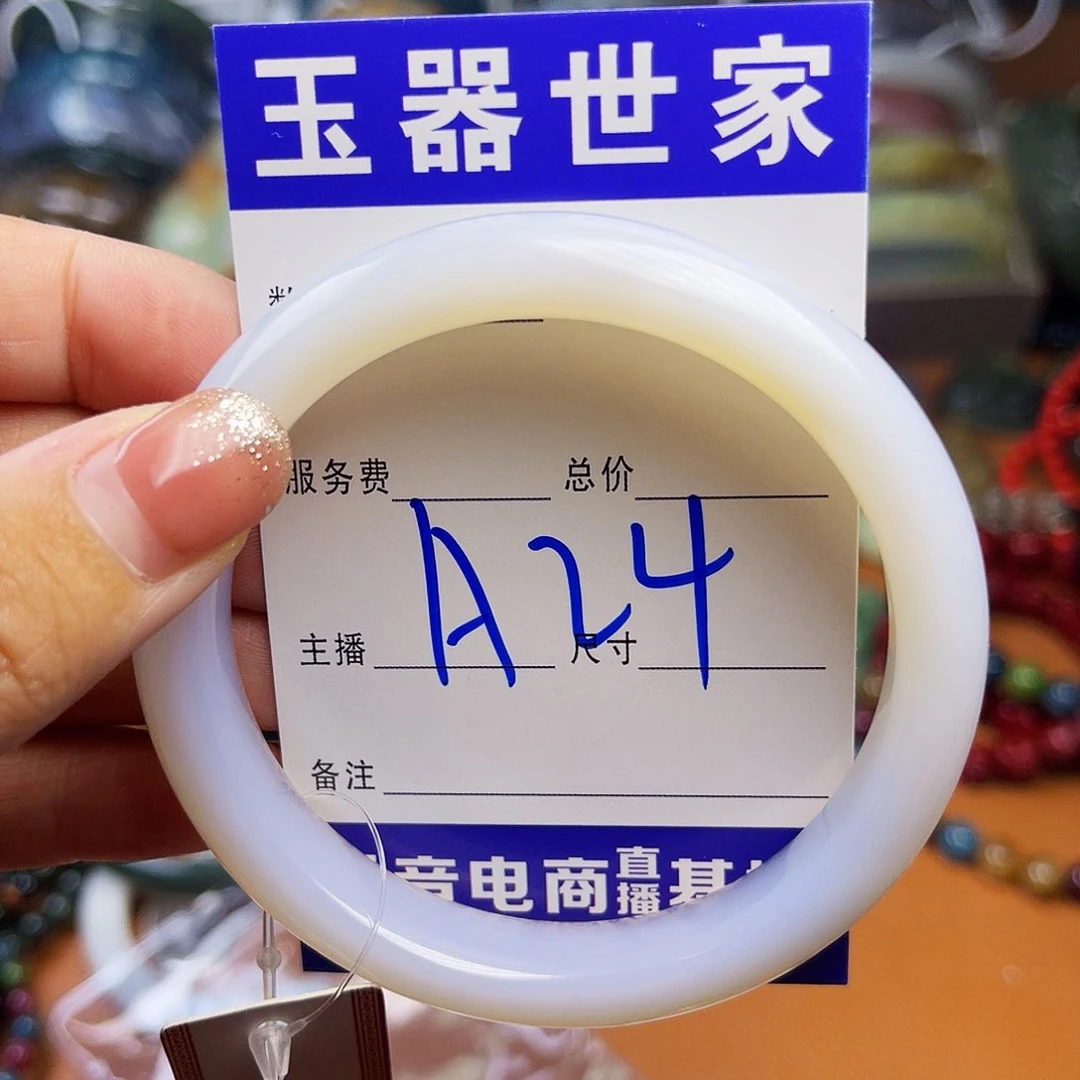 玉器世家
服务费 总价
A24
主播 尺寸
备注
音电商直播基